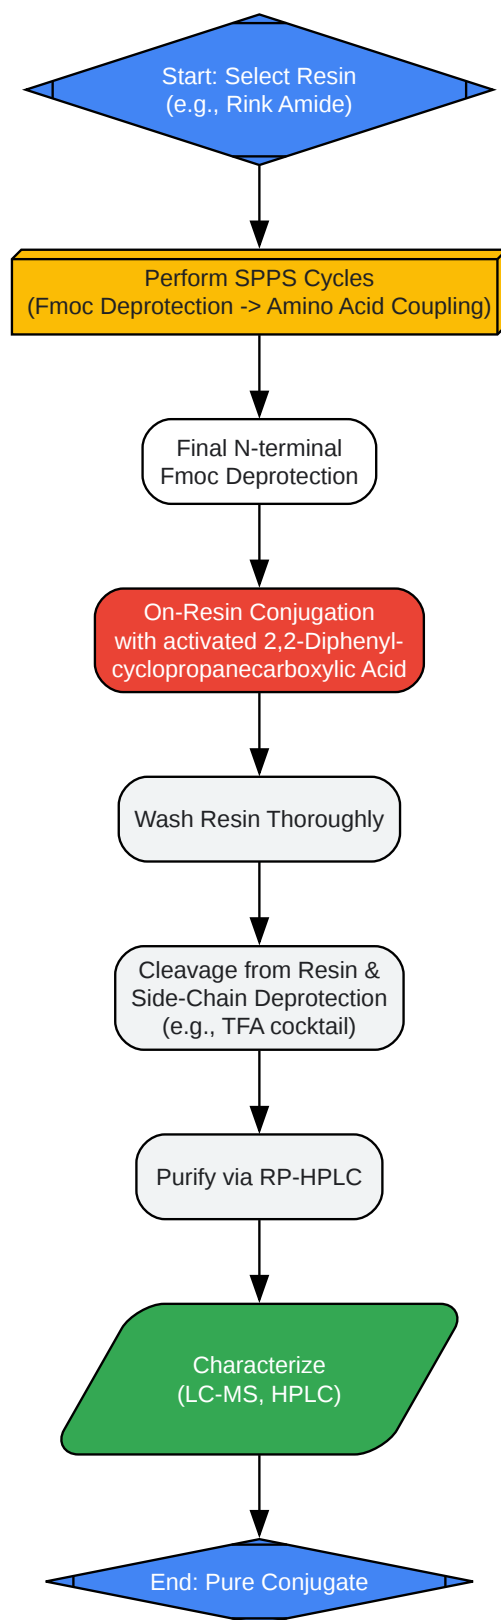 Start: Select Resin
(e.g., Rink Amide)
Perform SPPS Cycles
(Fmoc Deprotection -> Amino Acid Coupling)
Final N-terminal
Fmoc Deprotection
On-Resin Conjugation
with activated 2,2-Diphenyl-
cyclopropanecarboxylic Acid
Wash Resin Thoroughly
Cleavage from Resin &
Side-Chain Deprotection
(e.g., TFA cocktail)
Purify via RP-HPLC
Characterize
(LC-MS, HPLC)
End: Pure Conjugate